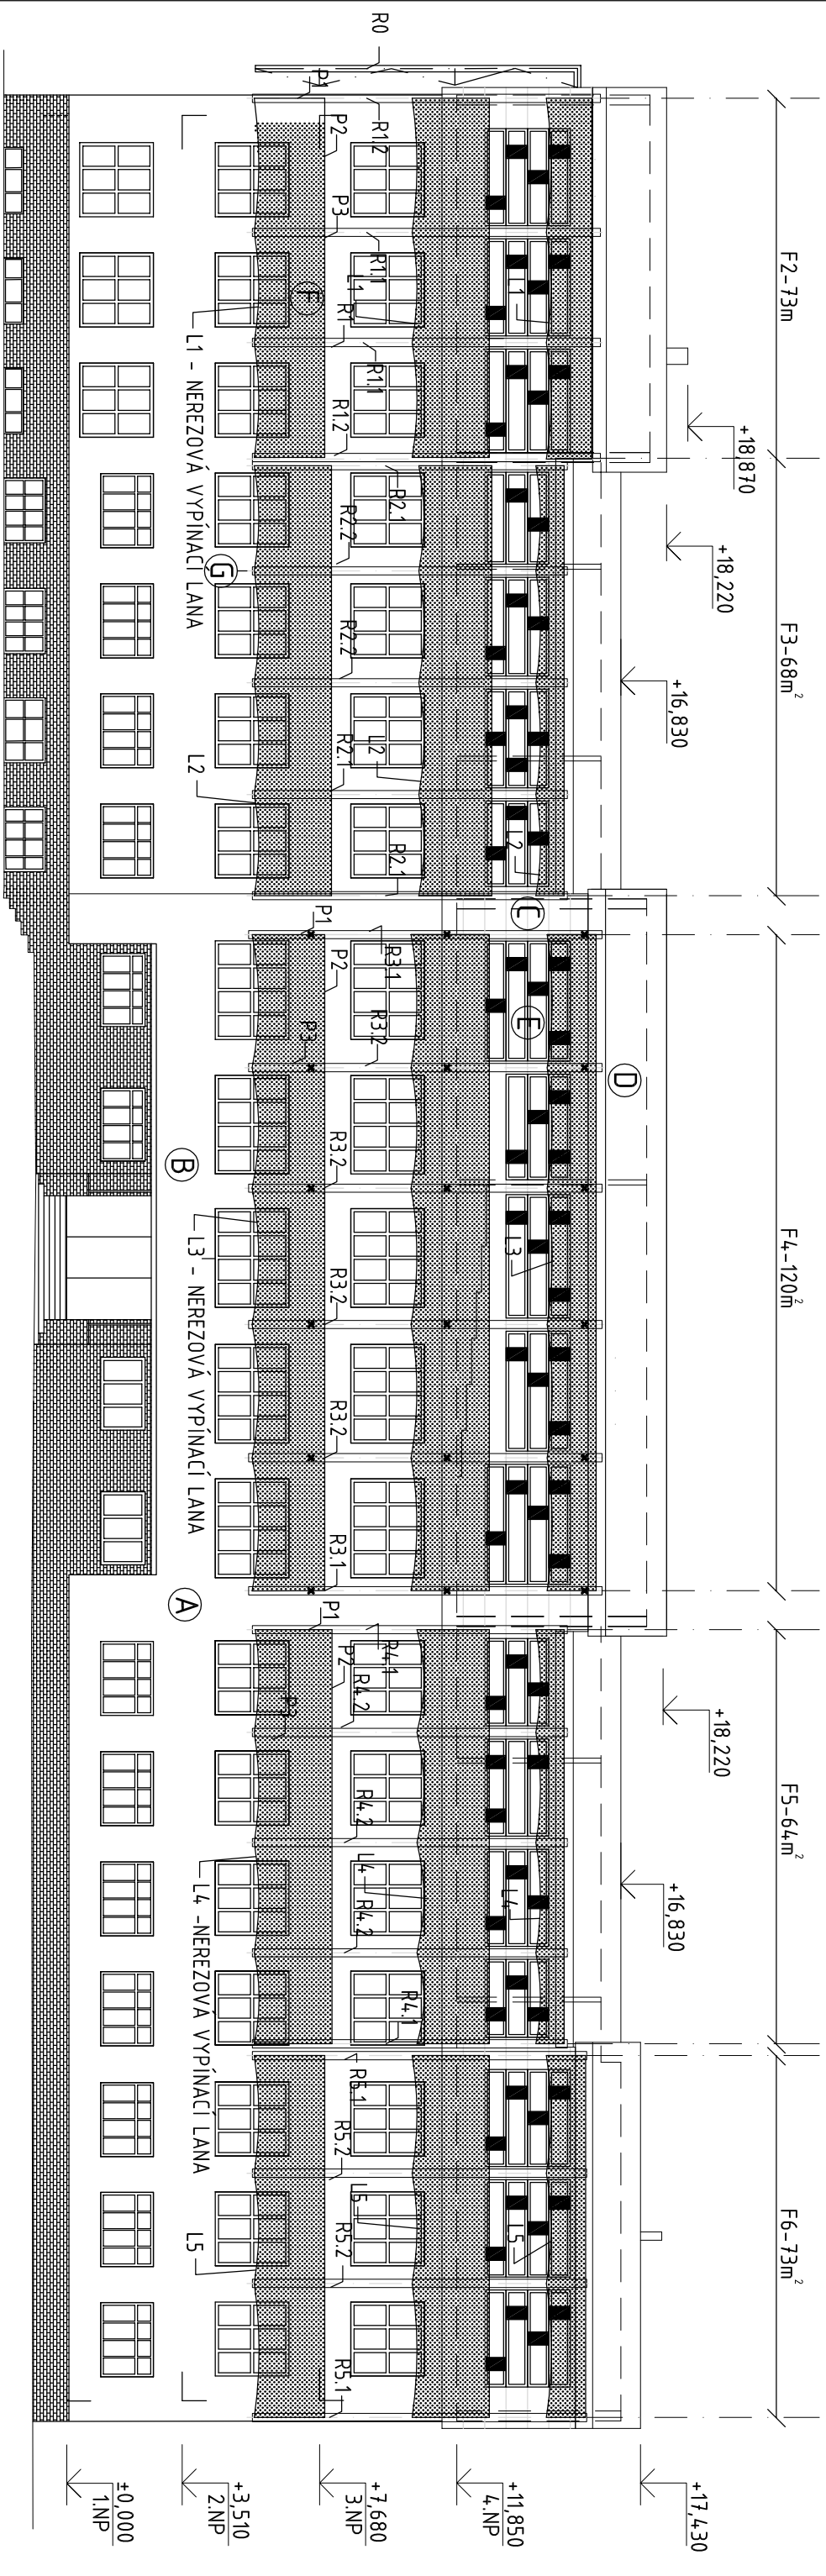 F2-73m
F3-68m²
F4-120m²
F5-64m²
F6-73m²
+18,870
+18,220
+16,830
+18,220
+16,830
+17,430
+11,850
4.NP
+7,680
3.NP
+3,510
2.NP
±0,000
1.NP
R0
P1
P2
P3
R1.2
R1.1
R1
R1.1
R1.2
L1
L1
F
L1 - NEREZOVÁ VYPÍNACÍ LANA
R2.1
R2.2
R2.2
R2.1
R2.1
L2
L2
L2
G
C
D
E
P1
P2
P3
R3.1
R3.2
R3.2
R3.2
R3.2
R3.1
L3
B
L3 - NEREZOVÁ VYPÍNACÍ LANA
A
P1
P2
P3
R4.1
R4.2
R4.2
R4.2
R4.1
L4
L4
L4 -NEREZOVÁ VYPÍNACÍ LANA
R5.1
R5.2
R5.2
R5.1
L5
L5
L5